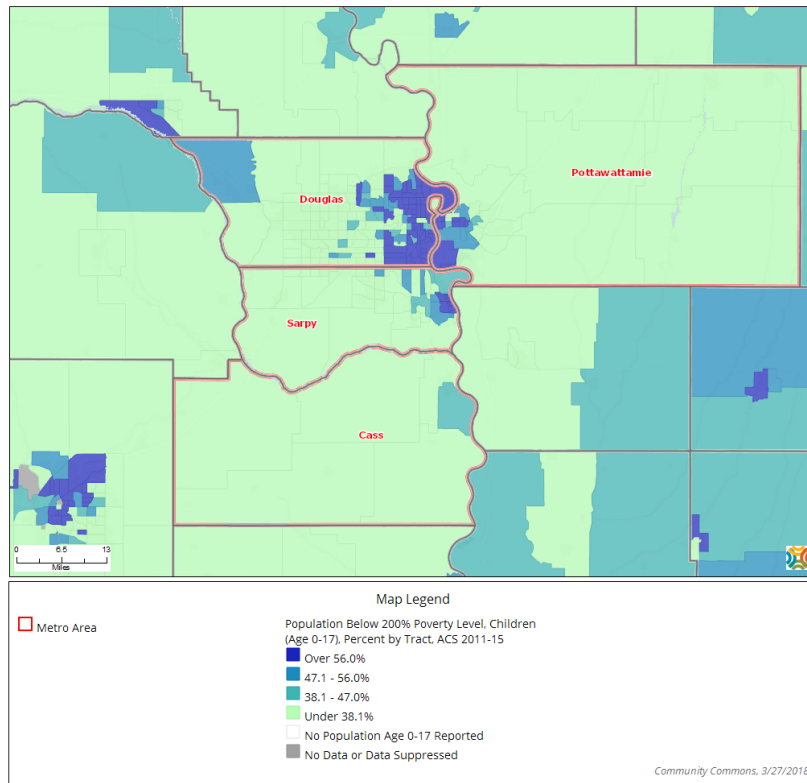 Pottawattamie
Douglas
Sarpy
Cass
0 6.5 13
Miles
Map Legend
Metro Area
Population Below 200% Poverty Level, Children
(Age 0-17), Percent by Tract, ACS 2011-15
Over 56.0%
47.1 - 56.0%
38.1 - 47.0%
Under 38.1%
No Population Age 0-17 Reported
No Data or Data Suppressed
Community Commons, 3/27/2018